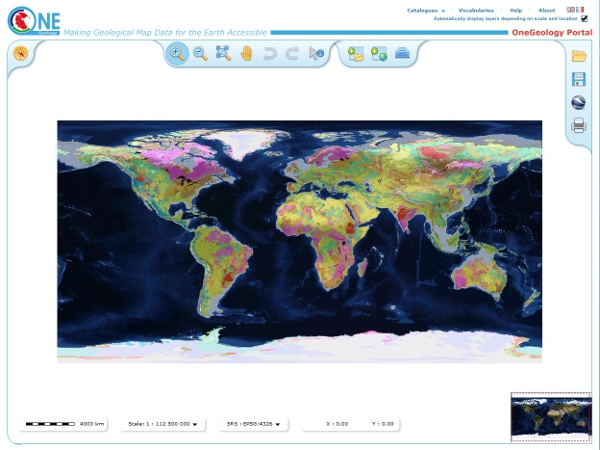 Catalogues Vocabularies Help About
Automatically display layers depending on scale and location
ONE
Making Geological Map Data for the Earth Accessible
OneGeology Portal
4000 km
Scale: 1 : 112 500 000
SRS : EPSG:4326
X : 0.00 Y : 0.00